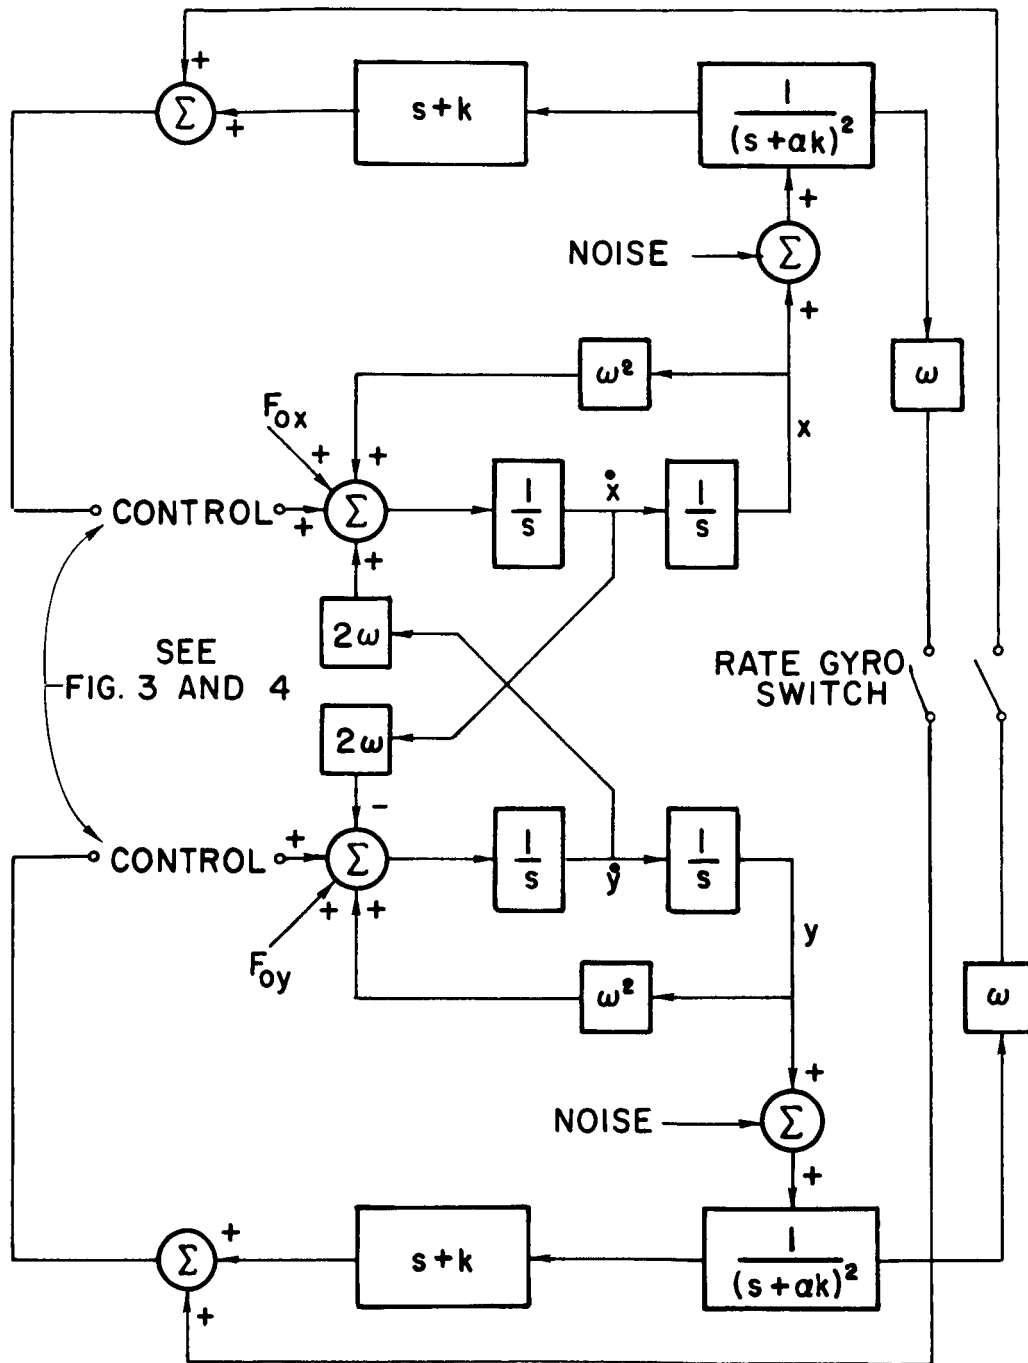 +
Σ
+
s+k
1
(s+αk)²
+
NOISE
Σ
+
ω²
ω
x
F₀ₓ
+
+
CONTROL
+
Σ
+
1
s
ẋ
1
s
2ω
SEE
FIG. 3 AND 4
RATE GYRO
SWITCH
2ω
-
CONTROL
+
Σ
+
+
F₀y
1
s
ẏ
1
s
y
ω²
ω
+
NOISE
Σ
+
Σ
+
+
s+k
1
(s+αk)²